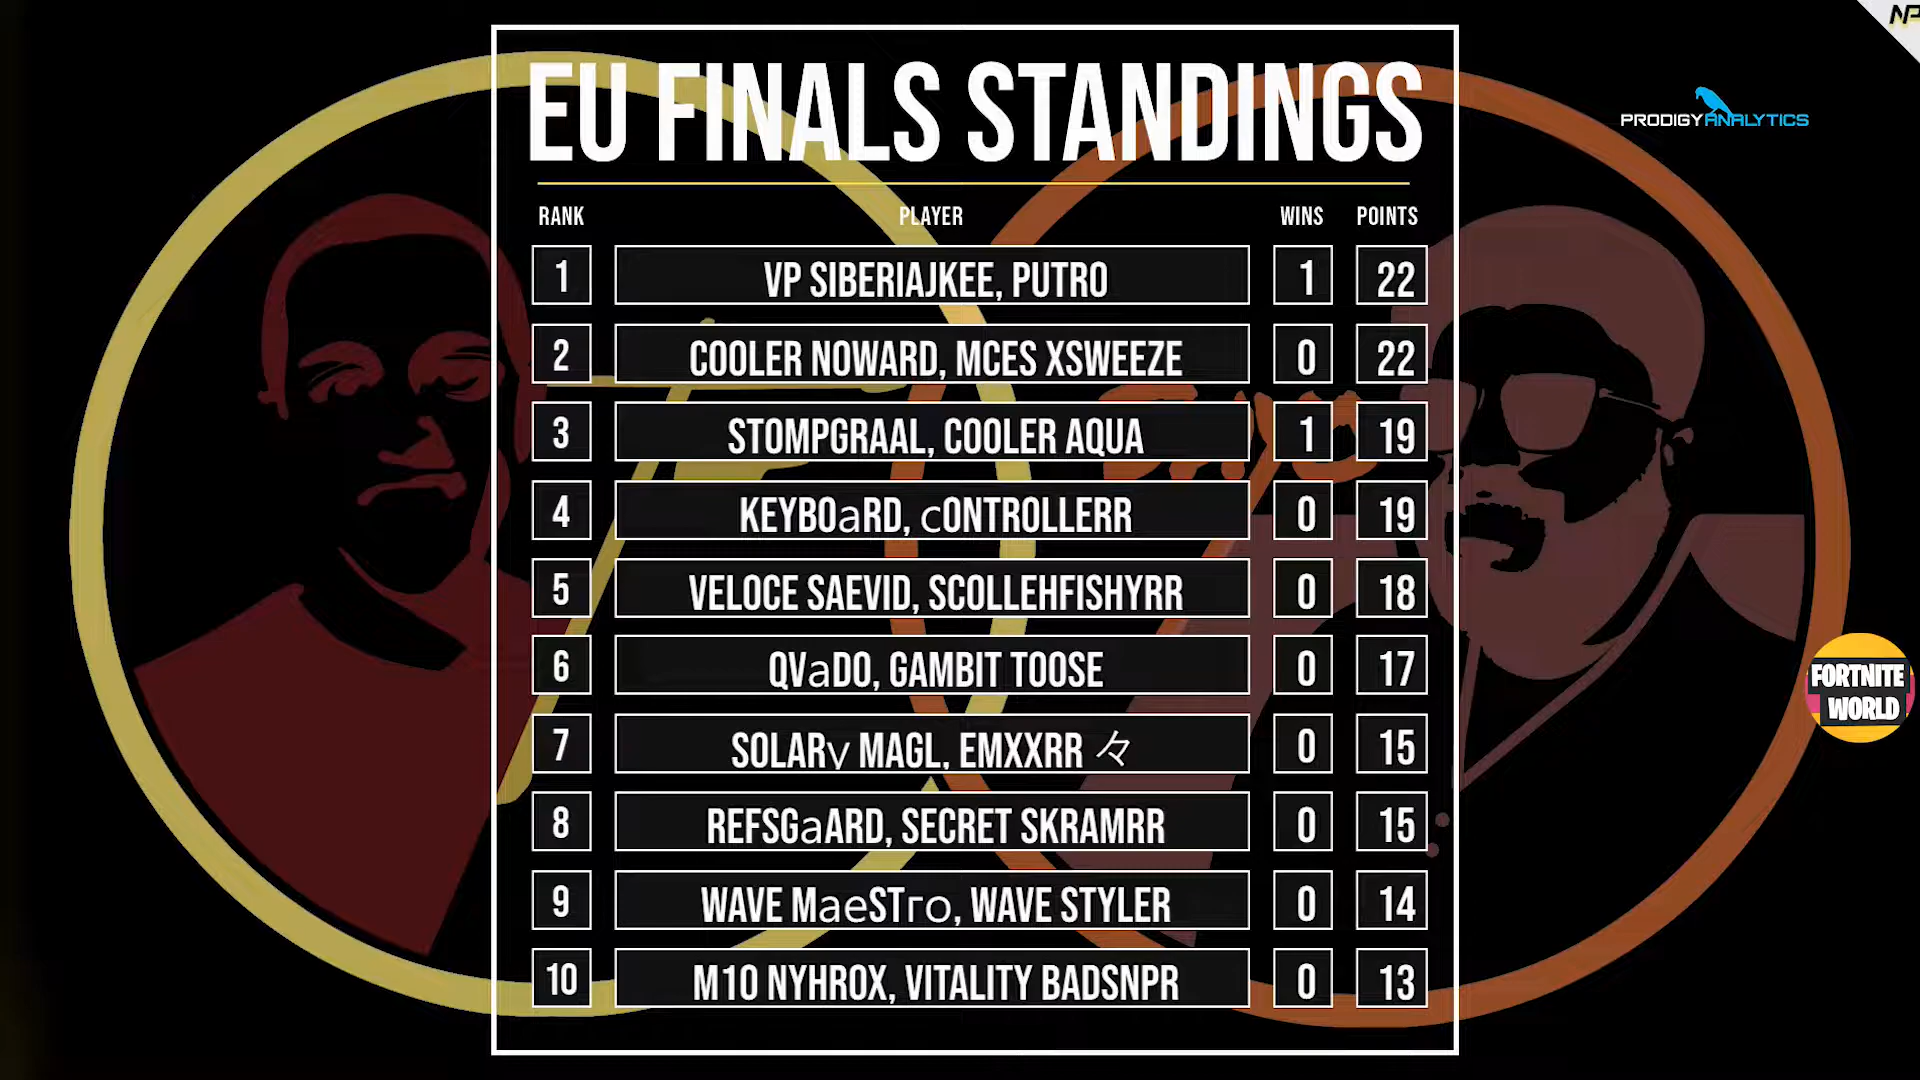 NP
EU FINALS STANDINGS
PRODIGYANALYTICS
RANK PLAYER WINS POINTS
1 VP SIBERIAJKEE, PUTRO 1 22
2 COOLER NOWARD, MCES XSWEEZE 0 22
3 STOMPGRAAL, COOLER AQUA 1 19
4 KEYBOaRD, cONTROLLERR 0 19
5 VELOCE SAEVID, SCOLLEHFISHYRR 0 18
6 QVaDO, GAMBIT TOOSE 0 17
7 SOLARv MAGL, EMXXRR 々 0 15
8 REFSGaARD, SECRET SKRAMRR 0 15
9 WAVE MaeSTro, WAVE STYLER 0 14
10 M10 NYHROX, VITALITY BADSNPR 0 13
FORTNITE
WORLD